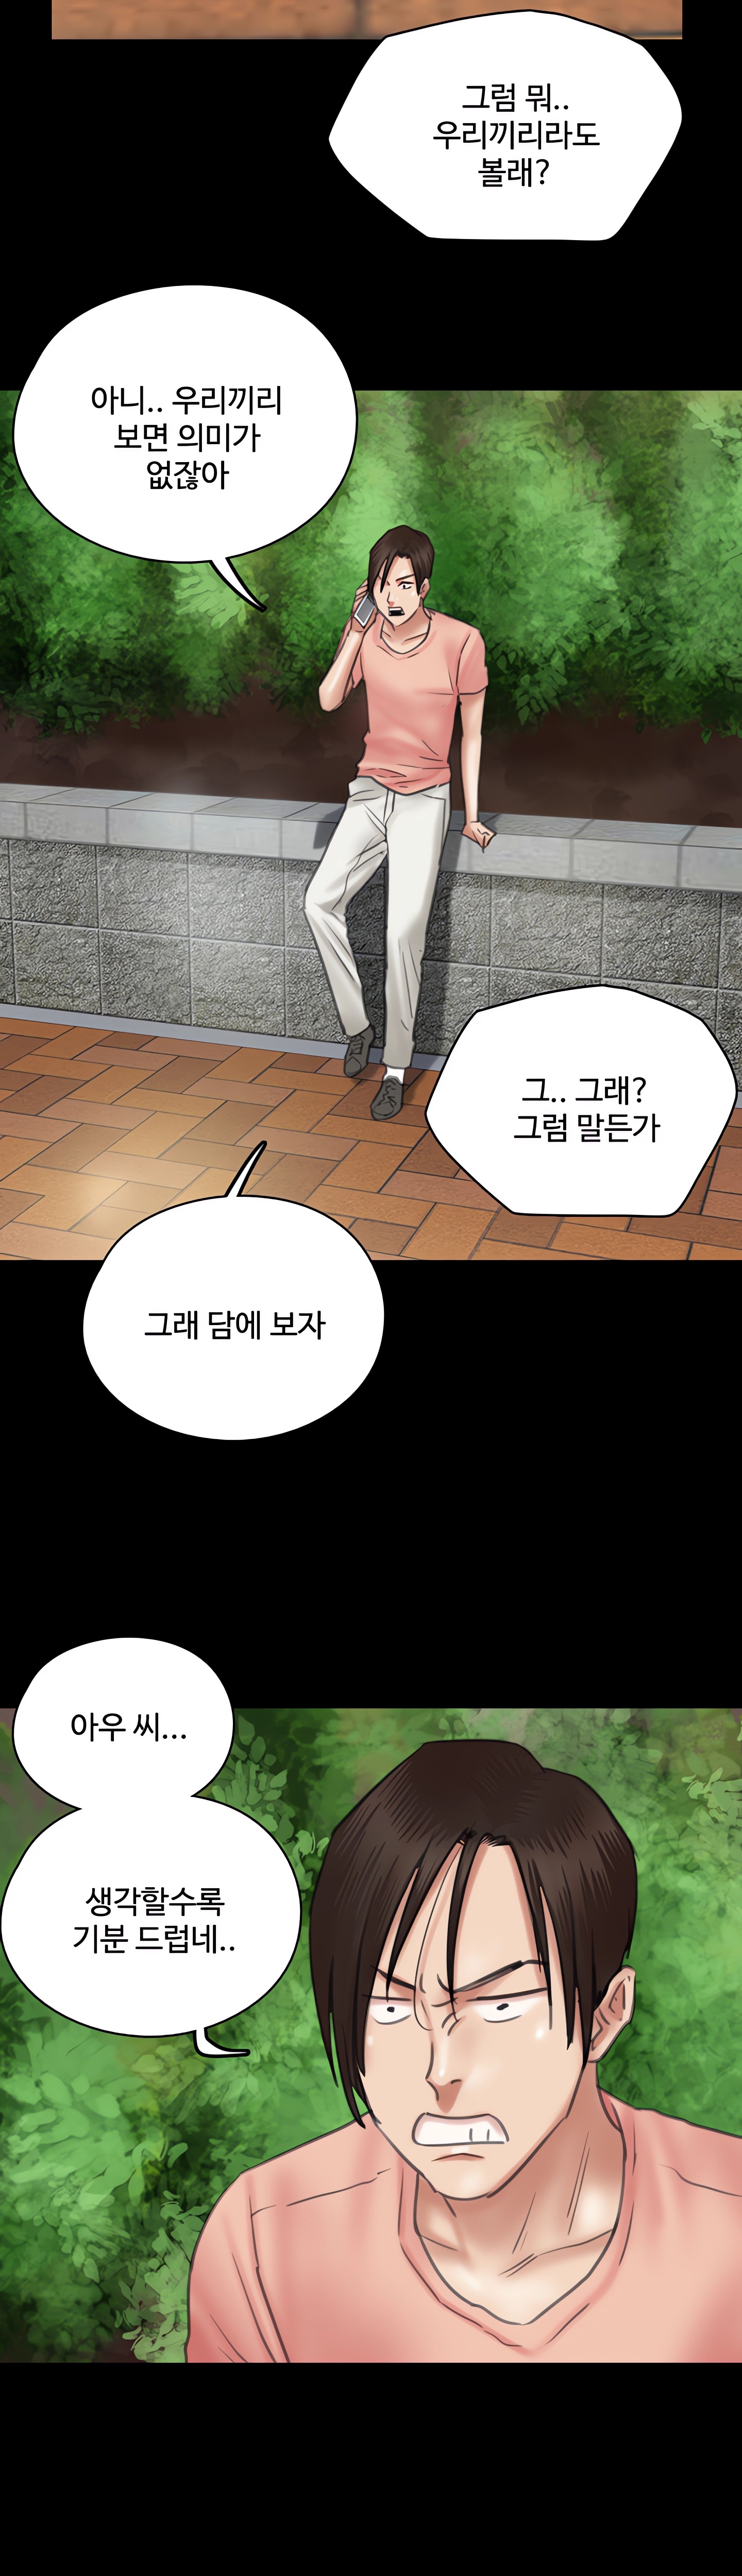 그럼 뭐..
우리끼리라도
볼래?
아니.. 우리끼리
보면 의미가
없잖아
그.. 그래?
그럼 말든가
그래 담에 보자
아우 씨...
생각할수록
기분 드럽네..